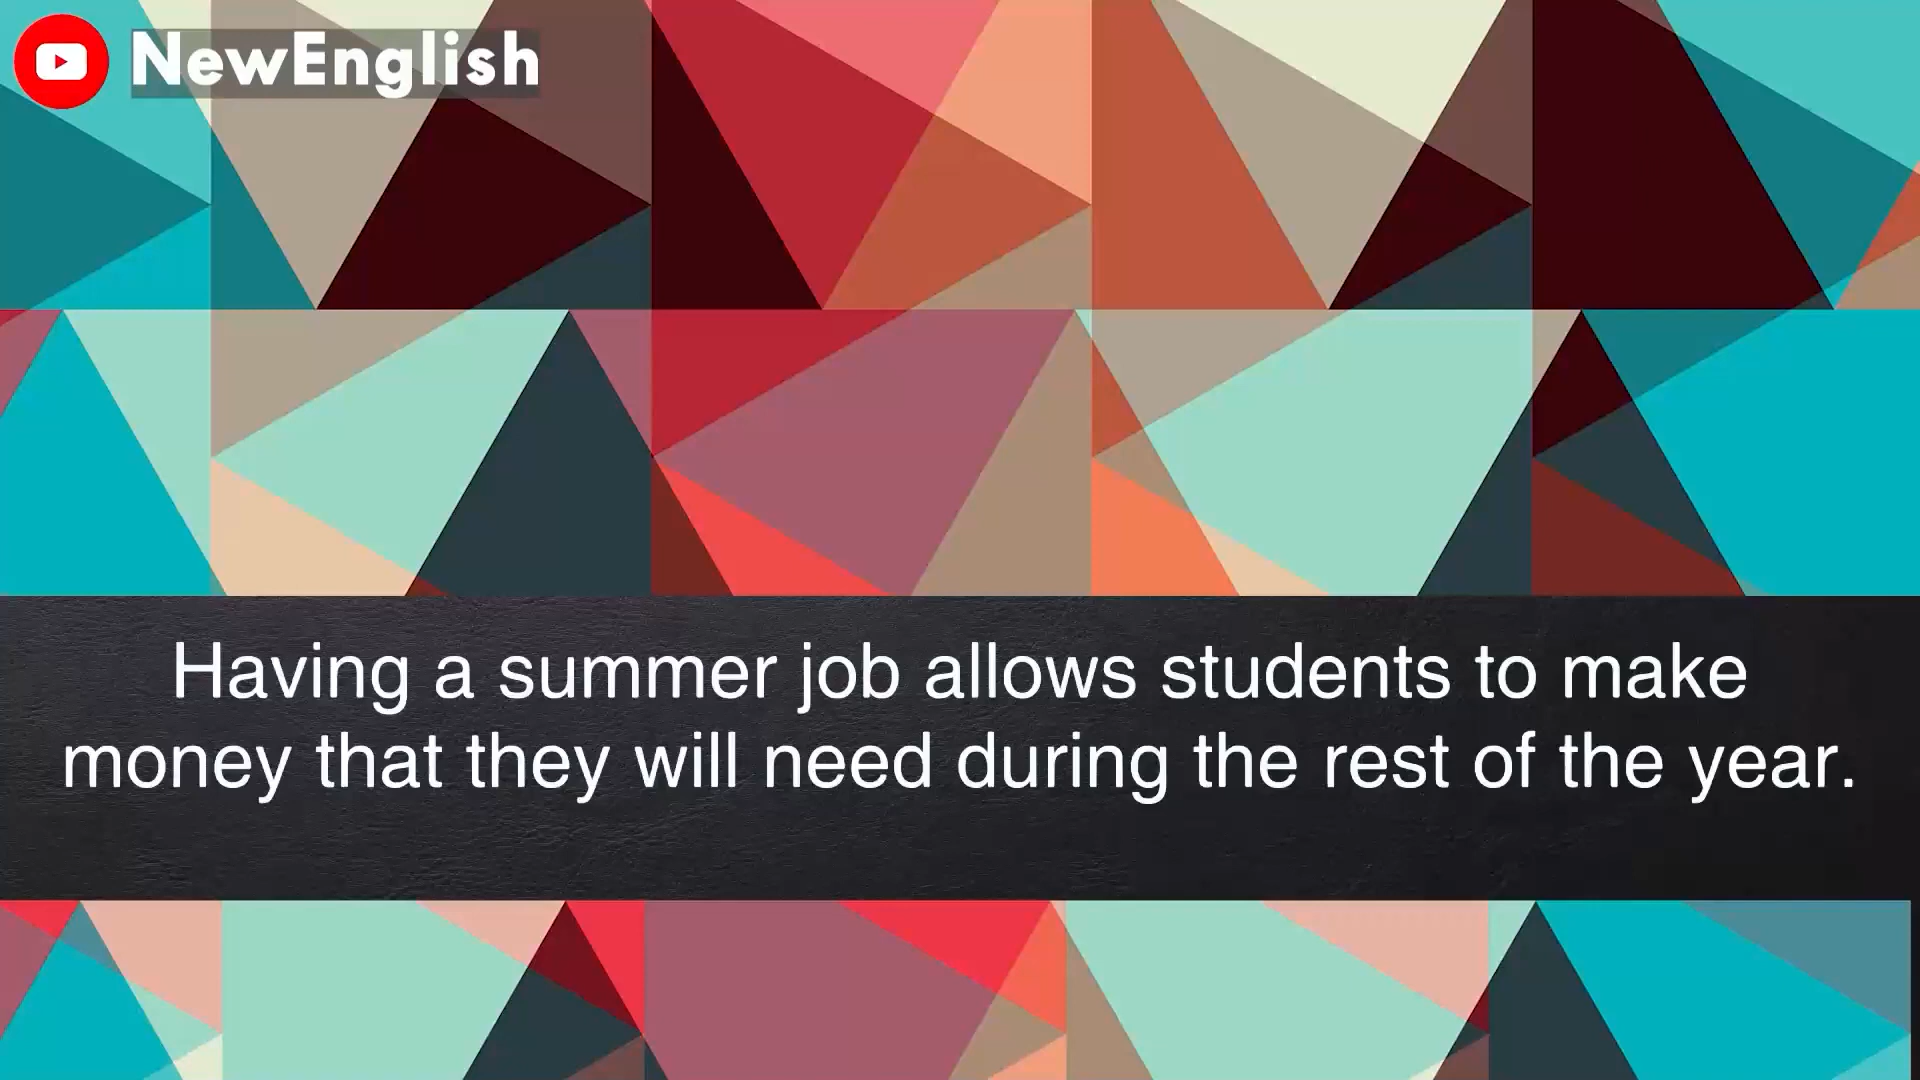 NewEnglish
Having a summer job allows students to make
money that they will need during the rest of the year.